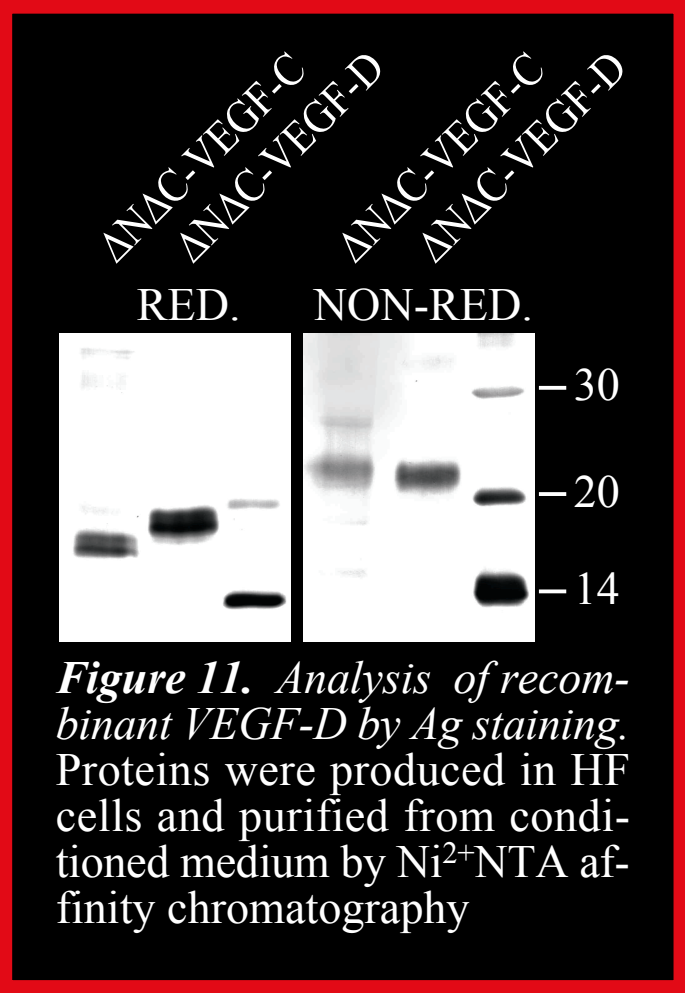 ΔNΔC-VEGF-C
ΔNΔC-VEGF-D
ΔNΔC-VEGF-C
ΔNΔC-VEGF-D
RED.
NON-RED.
30
20
14
Figure 11. Analysis of recom-
binant VEGF-D by Ag staining.
Proteins were produced in HF
cells and purified from condi-
tioned medium by Ni²⁺NTA af-
finity chromatography